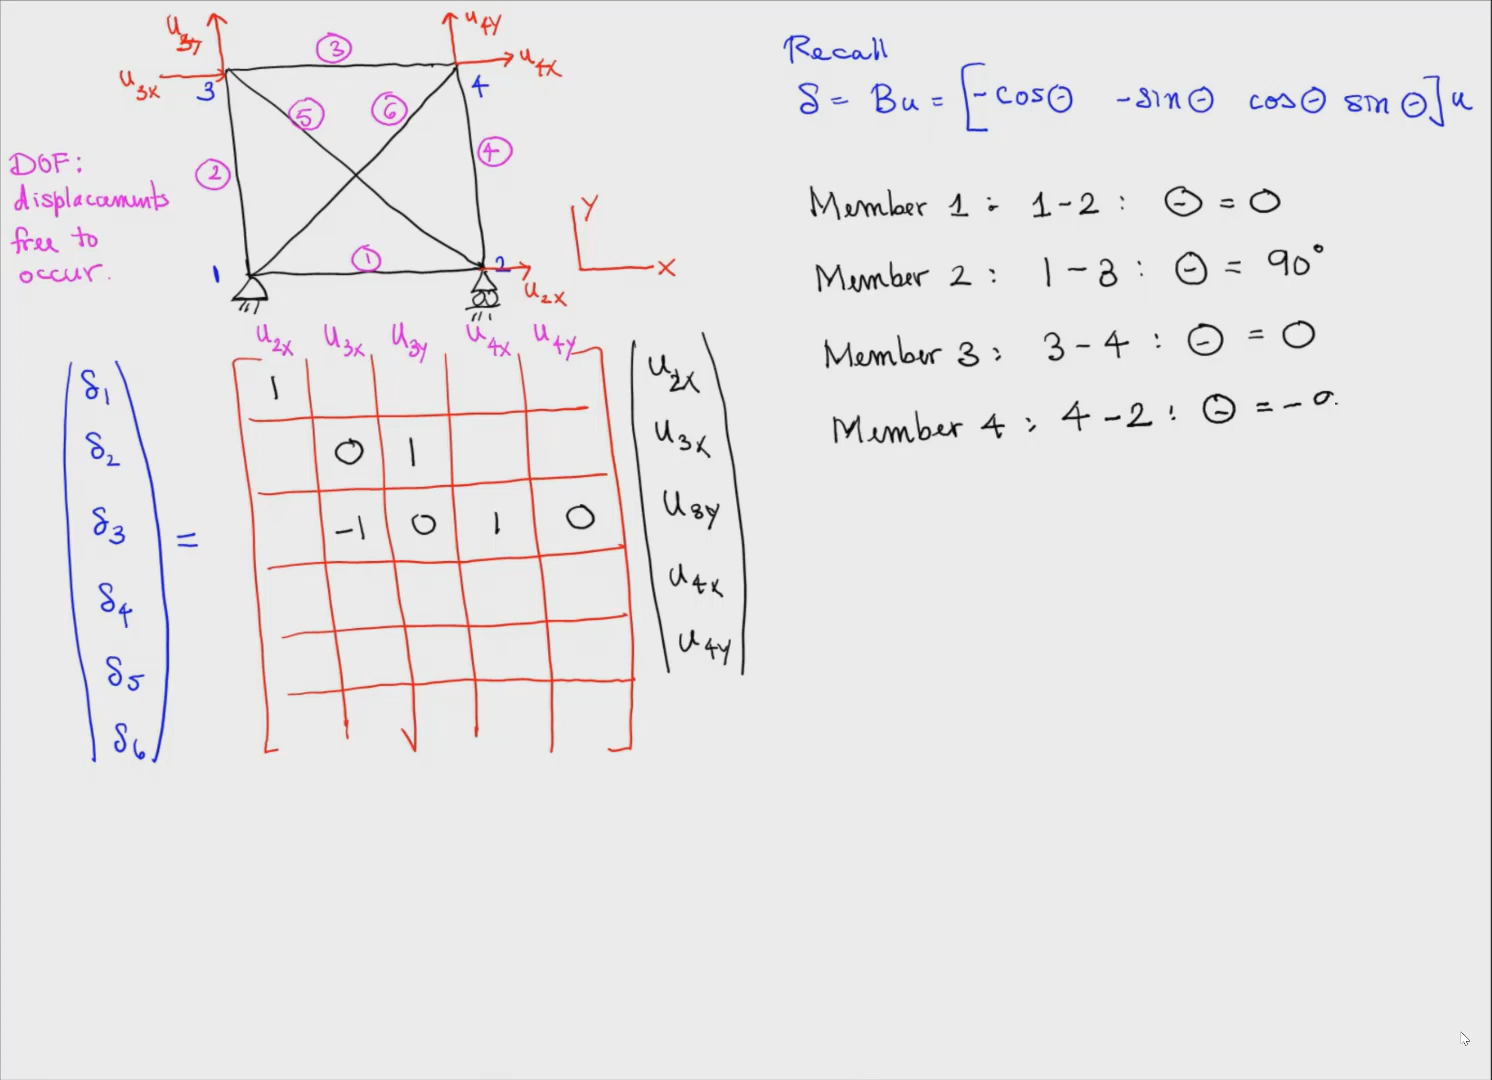 u3y
u4y
③
u4x
u3x
3
4
⑤
⑥
④
②
DOF:
displacements
free to
occur.
①
1
2
u2x
Y
X
u2x u3x u3y u4x u4y
δ1
δ2
δ3
δ4
δ5
δ6
=
1
0 1
-1 0 1 0
u2x
u3x
u3y
u4x
u4y
Recall
δ = Bu = [-cosθ -sinθ cosθ sinθ]u
Member 1: 1-2: θ = 0
Member 2: 1-3: θ = 90°
Member 3: 3-4: θ = 0
Member 4: 4-2: θ = -